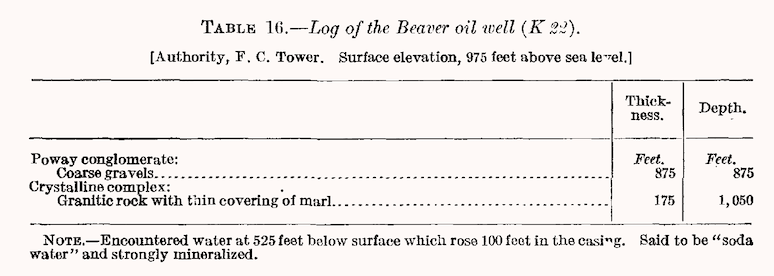 TABLE 16.—Log of the Beaver oil well (K 22).
[Authority, F. C. Tower. Surface elevation, 975 feet above sea level.]
Thick-
ness. Depth.
Poway conglomerate: Feet. Feet.
Coarse gravels 875 875
Crystalline complex:
Granitic rock with thin covering of marl 175 1,050
NOTE.—Encountered water at 525 feet below surface which rose 100 feet in the casing. Said to be “soda
water” and strongly mineralized.